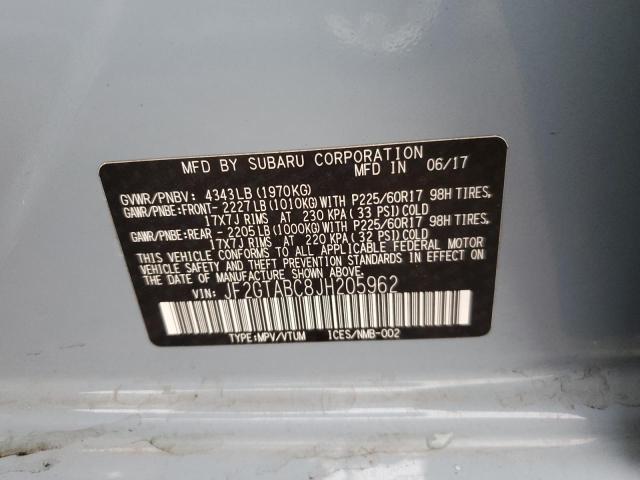 MFD BY SUBARU CORPORATION
MFD IN 06/17
GVWR/PNBV: 4343LB(1970KG)
GAWR/PNBE:FRONT-2227LB(1010KG)WITH P225/60R17 98H TIRES,
17X7J RIMS AT 230 KPA(33 PSI)COLD
GAWR/PNBE:REAR - 2205LB(1000KG)WITH P225/60R17 98H TIRES,
17X7J RIMS AT 220 KPA(32 PSI)COLD
THIS VEHICLE CONFORMS TO ALL APPLICABLE FEDERAL MOTOR
VEHICLE SAFETY AND THEFT PREVENTION STANDARDS IN EFFECT ON
THE DATE OF MANUFACTURE SHOWN ABOVE.
VIN: JF2GTABC8JH205962
TYPE:MPV/VTUM ICES/NMB-002